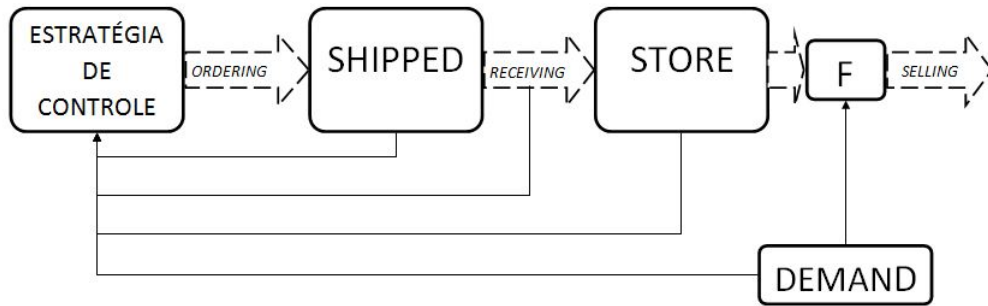 ESTRATÉGIA
DE
CONTROLE
ORDERING
SHIPPED
RECEIVING
STORE
F
SELLING
DEMAND